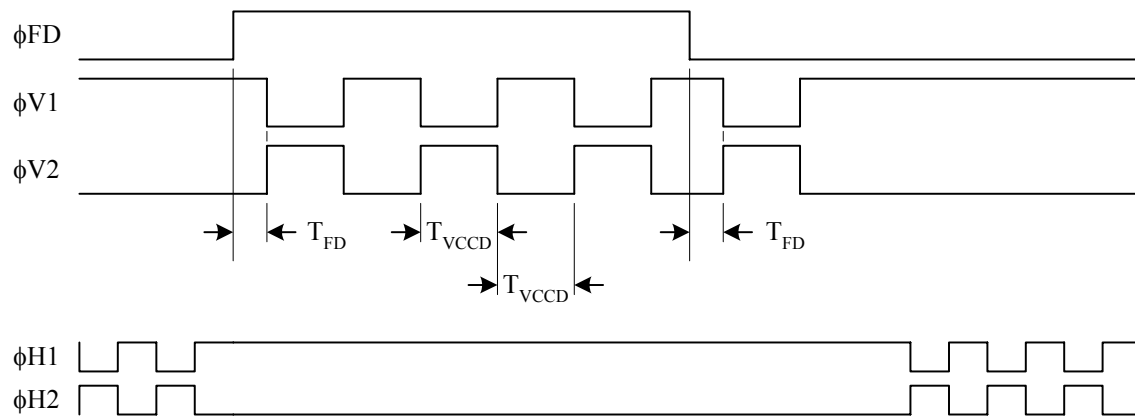 ϕFD
ϕV1
ϕV2
T_FD T_VCCD T_FD
T_VCCD
ϕH1
ϕH2